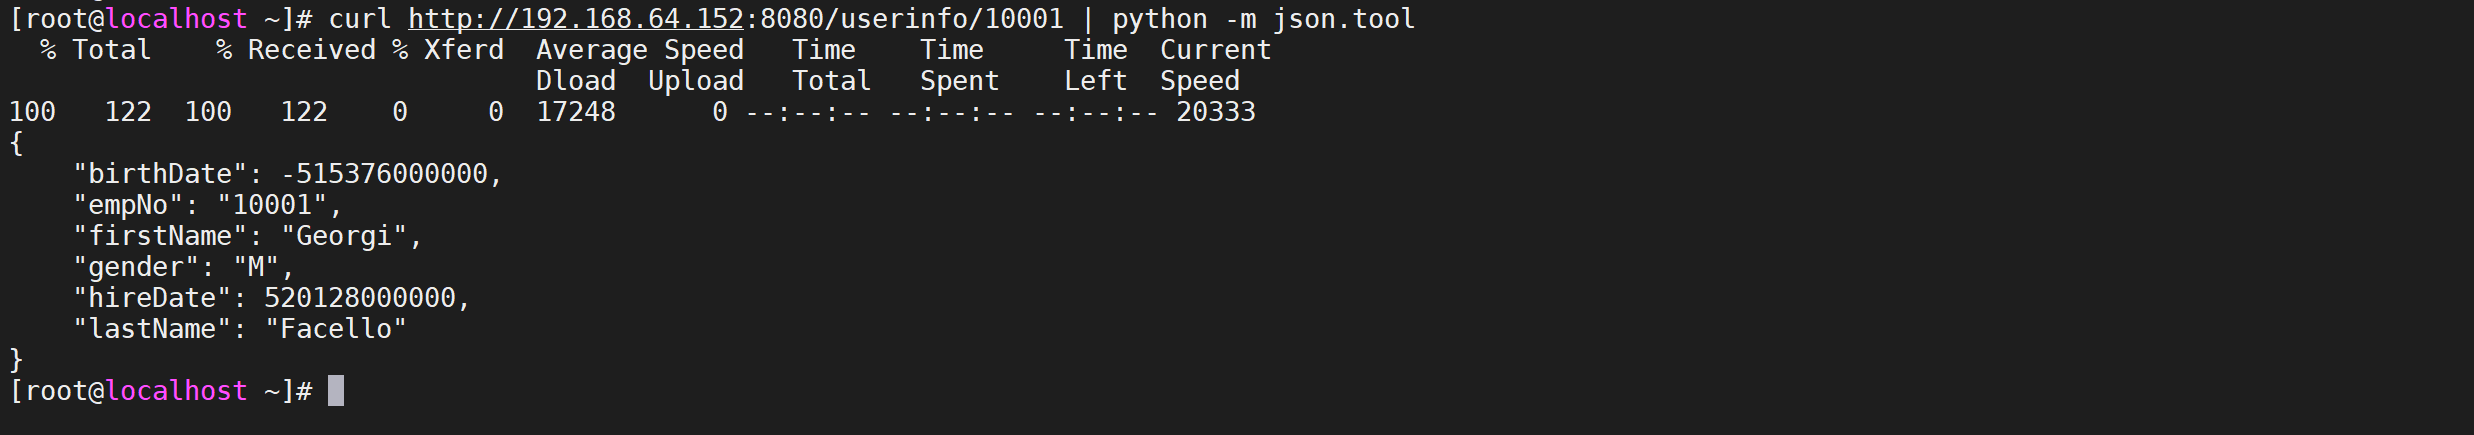 [root@localhost ~]# curl http://192.168.64.152:8080/userinfo/10001 | python -m json.tool
  % Total    % Received % Xferd  Average Speed   Time    Time     Time  Current
                                 Dload  Upload   Total   Spent    Left  Speed
100   122  100   122    0     0  17248      0 --:--:-- --:--:-- --:--:-- 20333
{
    "birthDate": -515376000000,
    "empNo": "10001",
    "firstName": "Georgi",
    "gender": "M",
    "hireDate": 520128000000,
    "lastName": "Facello"
}
[root@localhost ~]#